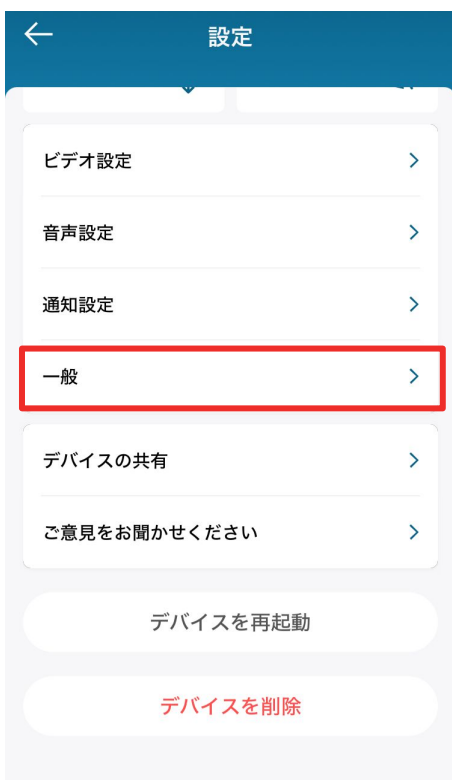 設定
ビデオ設定
音声設定
通知設定
一般
デバイスの共有
ご意見をお聞かせください
デバイスを再起動
デバイスを削除